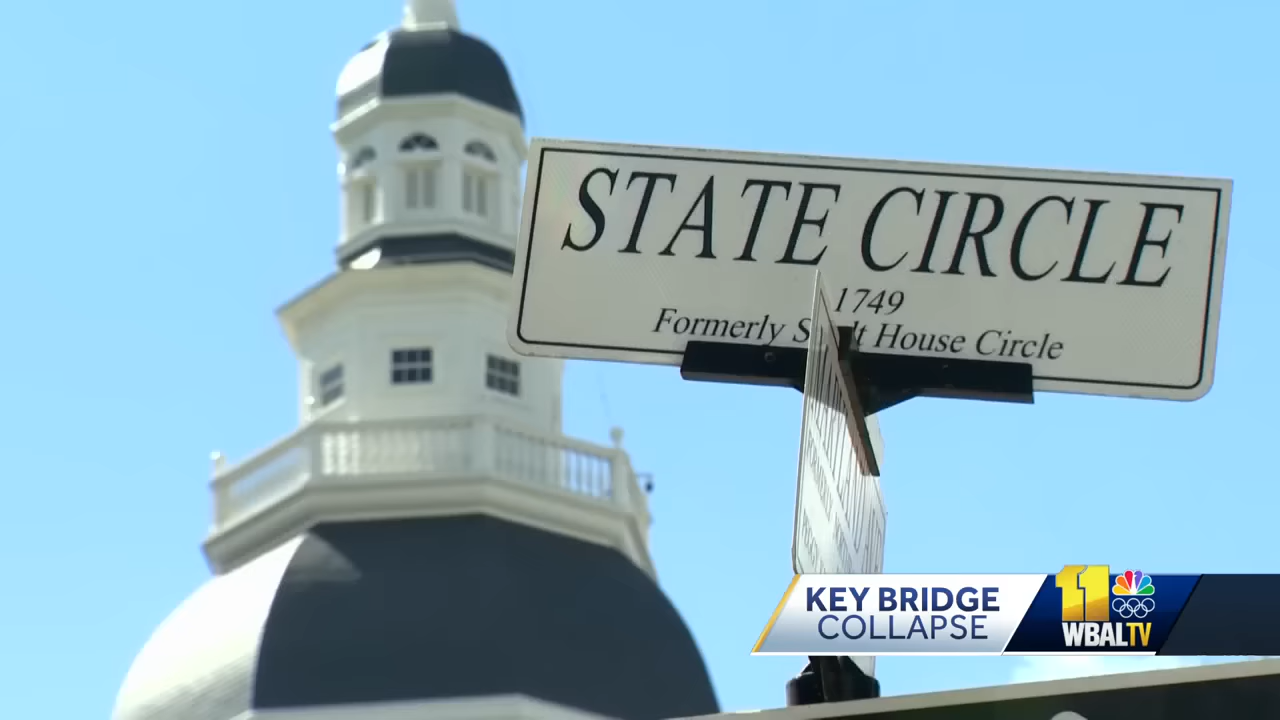 STATE CIRCLE
1749
Formerly House Circle
KEY BRIDGE
COLLAPSE
11
WBALTV